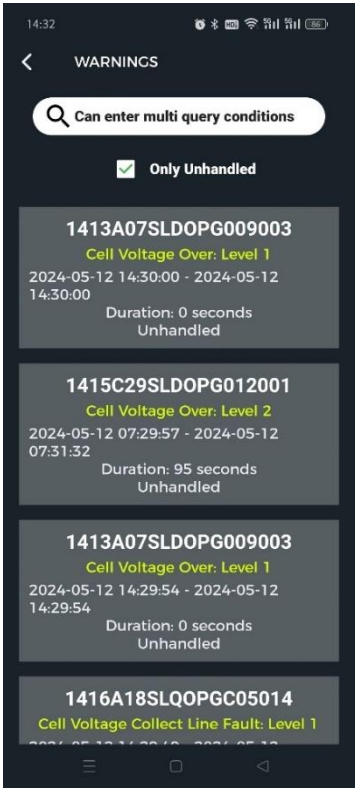 14:32
HD 5G 5G 86
WARNINGS
Can enter multi query conditions
Only Unhandled
1413A07SLDOPG009003
Cell Voltage Over: Level 1
2024-05-12 14:30:00 - 2024-05-12
14:30:00
Duration: 0 seconds
Unhandled
1415C29SLDOPG012001
Cell Voltage Over: Level 2
2024-05-12 07:29:57 - 2024-05-12
07:31:32
Duration: 95 seconds
Unhandled
1413A07SLDOPG009003
Cell Voltage Over: Level 1
2024-05-12 14:29:54 - 2024-05-12
14:29:54
Duration: 0 seconds
Unhandled
1416A18SLQOPGC05014
Cell Voltage Collect Line Fault: Level 1